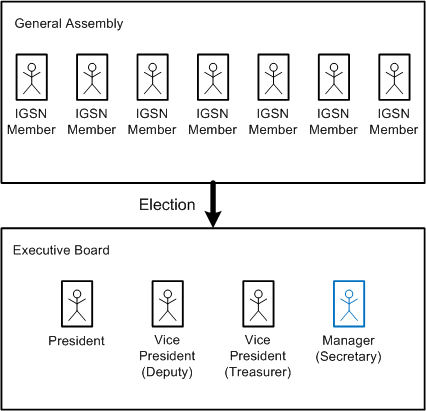 General Assembly
IGSN IGSN IGSN IGSN IGSN IGSN IGSN
Member Member Member Member Member Member Member
Election
Executive Board
President Vice Vice Manager
President President (Secretary)
(Deputy) (Treasurer)